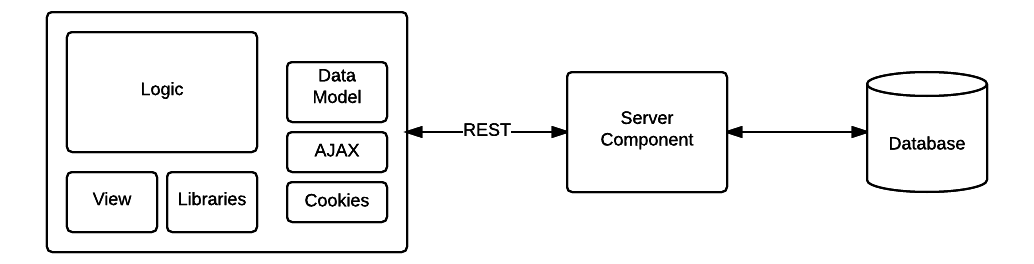 Logic
Data
Model
AJAX
Cookies
View
Libraries
REST
Server
Component
Database